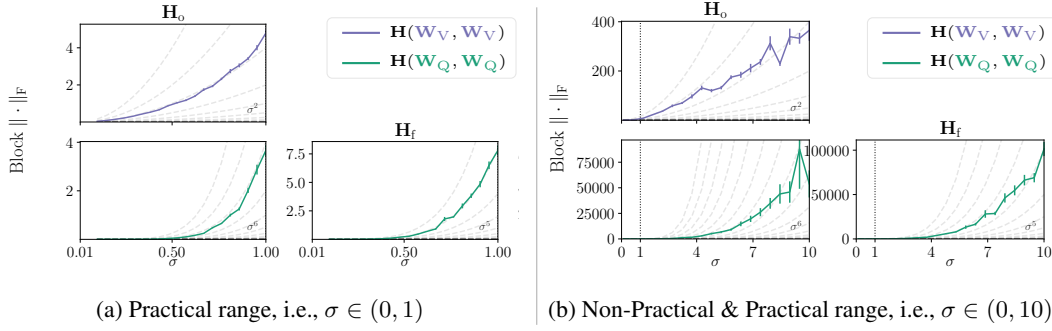 H_o
H(W_V, W_V)
H(W_Q, W_Q)
Block ‖ · ‖_F
4
2
σ²
4
2
σ⁶
0.01 0.50 1.00
σ
H_f
7.5
5.0
2.5
σ⁵
0.01 0.50 1.00
σ
(a) Practical range, i.e., σ ∈ (0, 1)
H_o
H(W_V, W_V)
H(W_Q, W_Q)
Block ‖ · ‖_F
400
200
σ²
75000
50000
25000
0
σ⁶
0 1 4 7 10
σ
H_f
100000
50000
0
σ⁵
0 1 4 7 10
σ
(b) Non-Practical & Practical range, i.e., σ ∈ (0, 10)